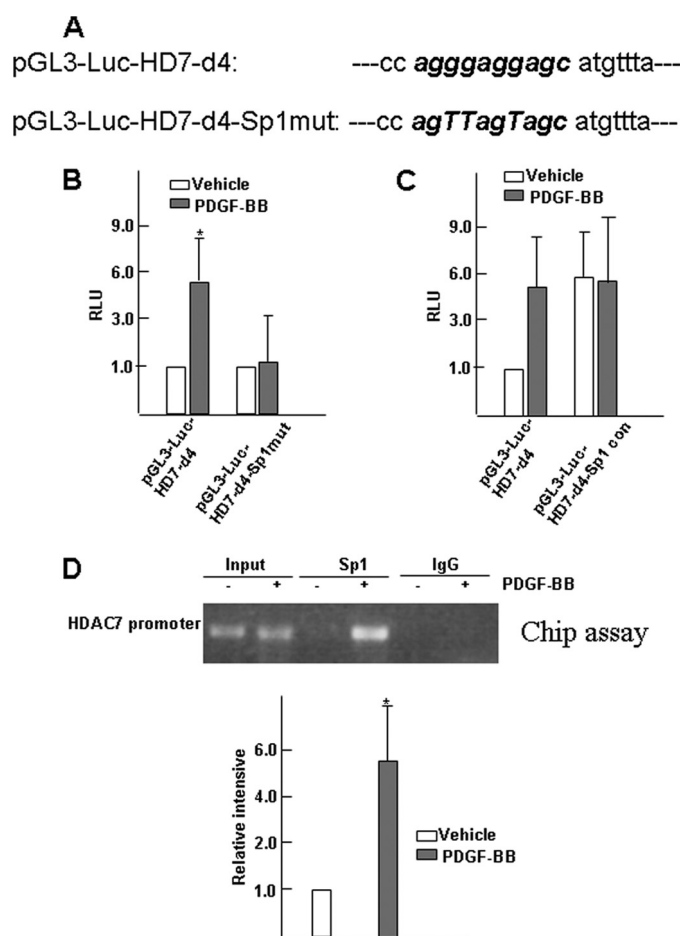 A
pGL3-Luc-HD7-d4: ---cc agggaggagc atgttta---
pGL3-Luc-HD7-d4-Sp1mut: ---cc agTTagTagc atgttta---
B
Vehicle
PDGF-BB
*
9.0
6.0
3.0
1.0
RLU
pGL3-Luc-
HD7-d4
pGL3-Luc-
HD7-d4-Sp1mut
C
Vehicle
PDGF-BB
9.0
6.0
3.0
1.0
RLU
pGL3-Luc-
HD7-d4
pGL3-Luc-
HD7-d4-Sp1 con
D
Input Sp1 IgG
- + - + - + PDGF-BB
HDAC7 promoter
Chip assay
*
6.0
4.0
2.0
1.0
Relative intensive
Vehicle
PDGF-BB